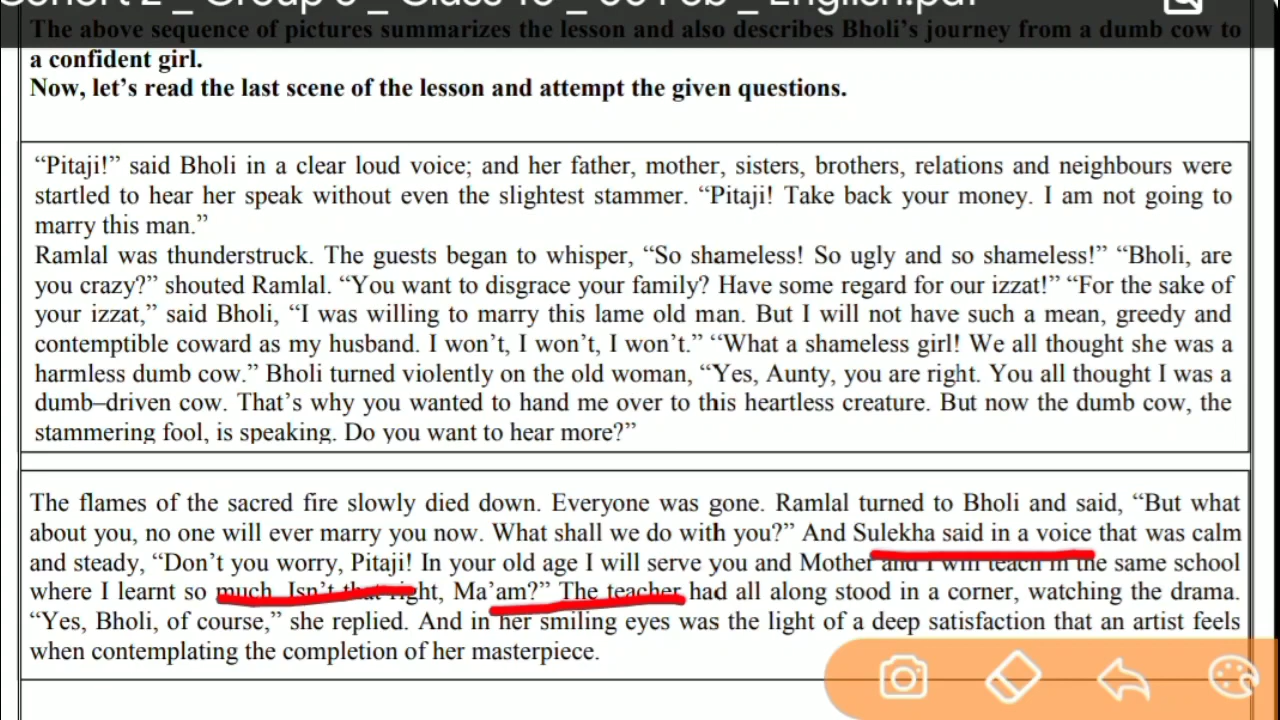 Cohort 2 _ Group 6 _ Class 10 _ 06 Feb _ English.pdf
The above sequence of pictures summarizes the lesson and also describes Bholi's journey from a dumb cow to
a confident girl.
Now, let's read the last scene of the lesson and attempt the given questions.
“Pitaji!” said Bholi in a clear loud voice; and her father, mother, sisters, brothers, relations and neighbours were
startled to hear her speak without even the slightest stammer. “Pitaji! Take back your money. I am not going to
marry this man.”
Ramlal was thunderstruck. The guests began to whisper, “So shameless! So ugly and so shameless!” “Bholi, are
you crazy?” shouted Ramlal. “You want to disgrace your family? Have some regard for our izzat!” “For the sake of
your izzat,” said Bholi, “I was willing to marry this lame old man. But I will not have such a mean, greedy and
contemptible coward as my husband. I won’t, I won’t, I won’t.” “What a shameless girl! We all thought she was a
harmless dumb cow.” Bholi turned violently on the old woman, “Yes, Aunty, you are right. You all thought I was a
dumb–driven cow. That’s why you wanted to hand me over to this heartless creature. But now the dumb cow, the
stammering fool, is speaking. Do you want to hear more?”
The flames of the sacred fire slowly died down. Everyone was gone. Ramlal turned to Bholi and said, “But what
about you, no one will ever marry you now. What shall we do with you?” And Sulekha said in a voice that was calm
and steady, “Don’t you worry, Pitaji! In your old age I will serve you and Mother and I will teach in the same school
where I learnt so much. Isn’t that right, Ma’am?” The teacher had all along stood in a corner, watching the drama.
“Yes, Bholi, of course,” she replied. And in her smiling eyes was the light of a deep satisfaction that an artist feels
when contemplating the completion of her masterpiece.